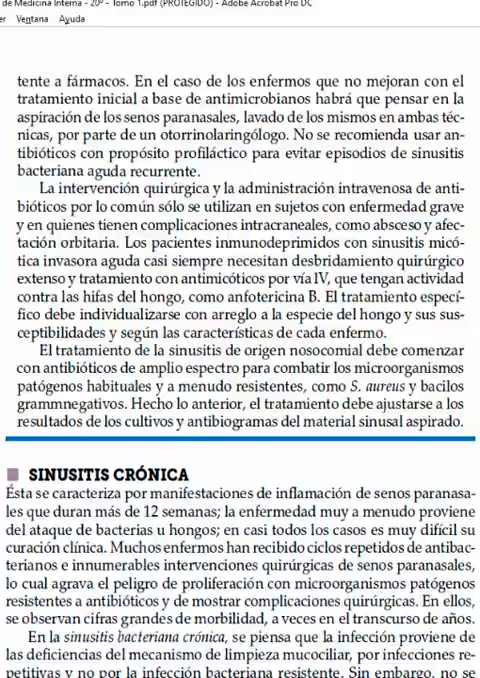 de Medicina Interna - 20º - Tomo 1.pdf (PROTEGIDO) - Adobe Acrobat Pro DC
er Ventana Ayuda
tente a fármacos. En el caso de los enfermos que no mejoran con el
tratamiento inicial a base de antimicrobianos habrá que pensar en la
aspiración de los senos paranasales, lavado de los mismos en ambas téc-
nicas, por parte de un otorrinolaringólogo. No se recomienda usar an-
tibióticos con propósito profiláctico para evitar episodios de sinusitis
bacteriana aguda recurrente.
La intervención quirúrgica y la administración intravenosa de anti-
bióticos por lo común sólo se utilizan en sujetos con enfermedad grave
y en quienes tienen complicaciones intracraneales, como absceso y afec-
tación orbitaria. Los pacientes inmunodeprimidos con sinusitis micó-
tica invasora aguda casi siempre necesitan desbridamiento quirúrgico
extenso y tratamiento con antimicóticos por vía IV, que tengan actividad
contra las hifas del hongo, como anfotericina B. El tratamiento especí-
fico debe individualizarse con arreglo a la especie del hongo y sus sus-
ceptibilidades y según las características de cada enfermo.
El tratamiento de la sinusitis de origen nosocomial debe comenzar
con antibióticos de amplio espectro para combatir los microorganismos
patógenos habituales y a menudo resistentes, como S. aureus y bacilos
grammnegativos. Hecho lo anterior, el tratamiento debe ajustarse a los
resultados de los cultivos y antibiogramas del material sinusal aspirado.
SINUSITIS CRÓNICA
Ésta se caracteriza por manifestaciones de inflamación de senos paranasa-
les que duran más de 12 semanas; la enfermedad muy a menudo proviene
del ataque de bacterias u hongos; en casi todos los casos es muy difícil su
curación clínica. Muchos enfermos han recibido ciclos repetidos de antibac-
terianos e innumerables intervenciones quirúrgicas de senos paranasales,
lo cual agrava el peligro de proliferación con microorganismos patógenos
resistentes a antibióticos y de mostrar complicaciones quirúrgicas. En ellos,
se observan cifras grandes de morbilidad, a veces en el transcurso de años.
En la sinusitis bacteriana crónica, se piensa que la infección proviene de
las deficiencias del mecanismo de limpieza mucociliar, por infecciones re-
petitivas y no por la infección bacteriana resistente. Sin embargo, no se